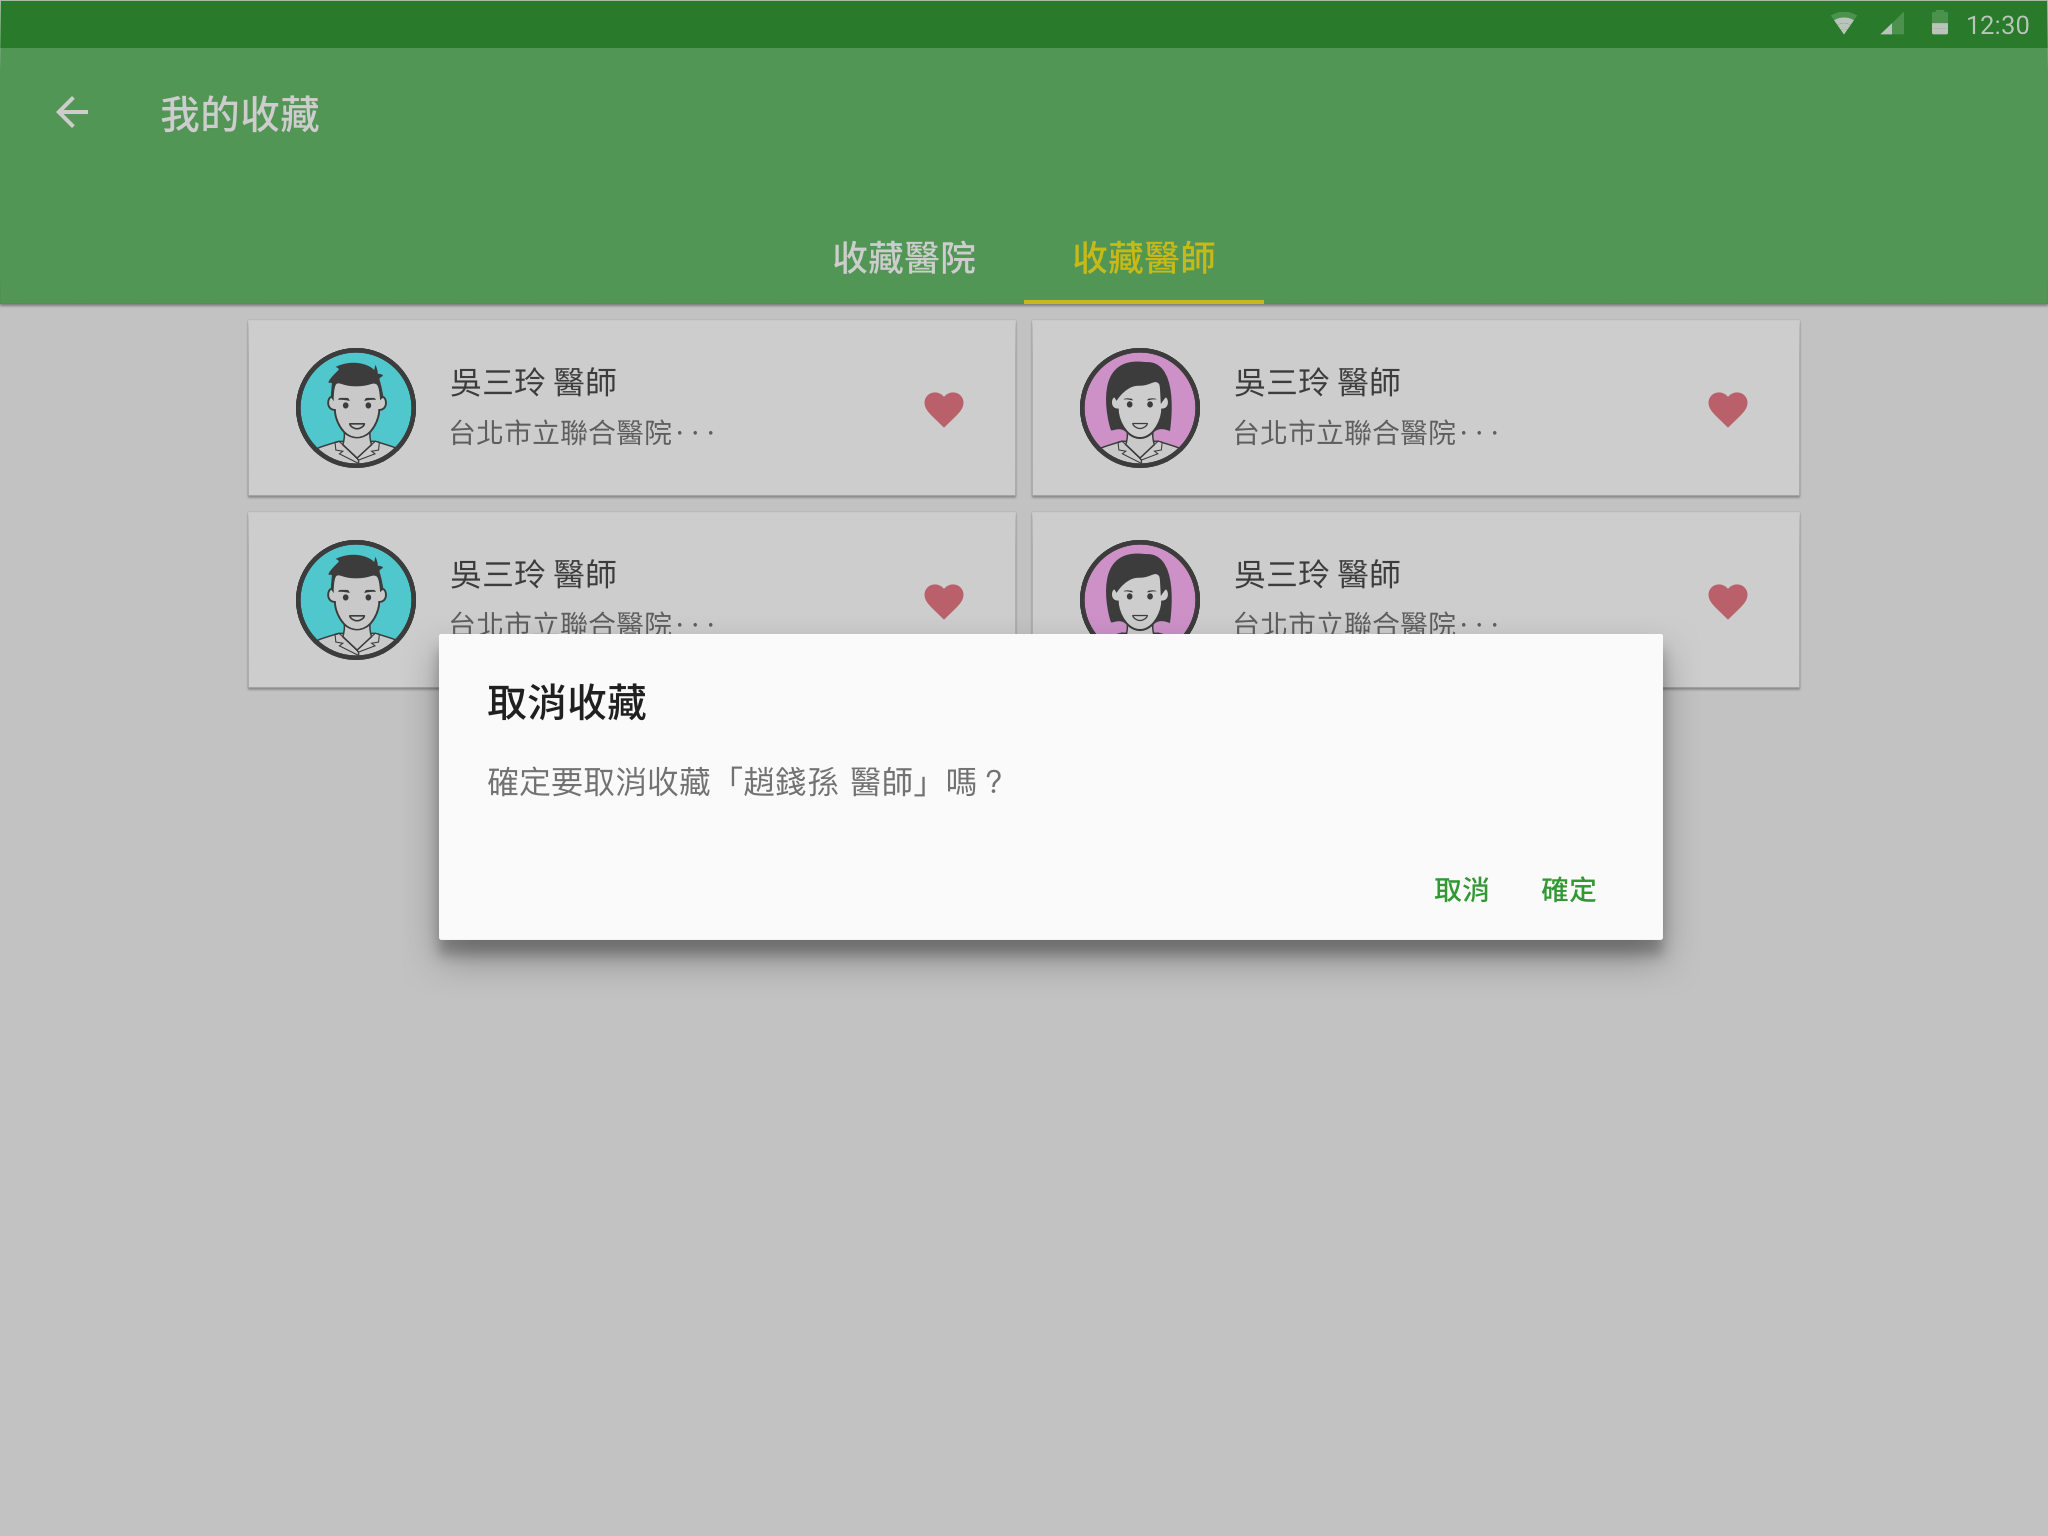 12:30
我的收藏
收藏醫院
收藏醫師
吳三玲 醫師
台北市立聯合醫院···
吳三玲 醫師
台北市立聯合醫院···
吳三玲 醫師
台北市立聯合醫院···
吳三玲 醫師
台北市立聯合醫院···
取消收藏
確定要取消收藏「趙錢孫 醫師」嗎？
取消
確定